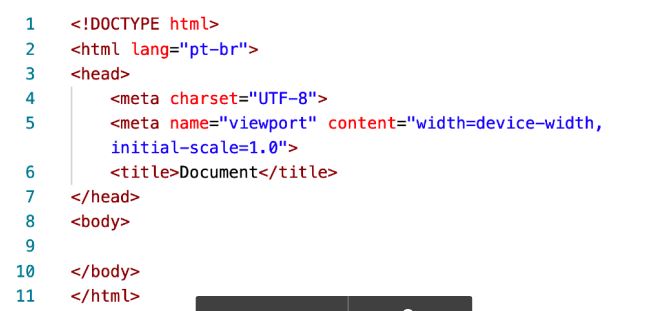 1 <!DOCTYPE html>
2 <html lang="pt-br">
3 <head>
4 <meta charset="UTF-8">
5 <meta name="viewport" content="width=device-width,
initial-scale=1.0">
6 <title>Document</title>
7 </head>
8 <body>
9
10 </body>
11 </html>